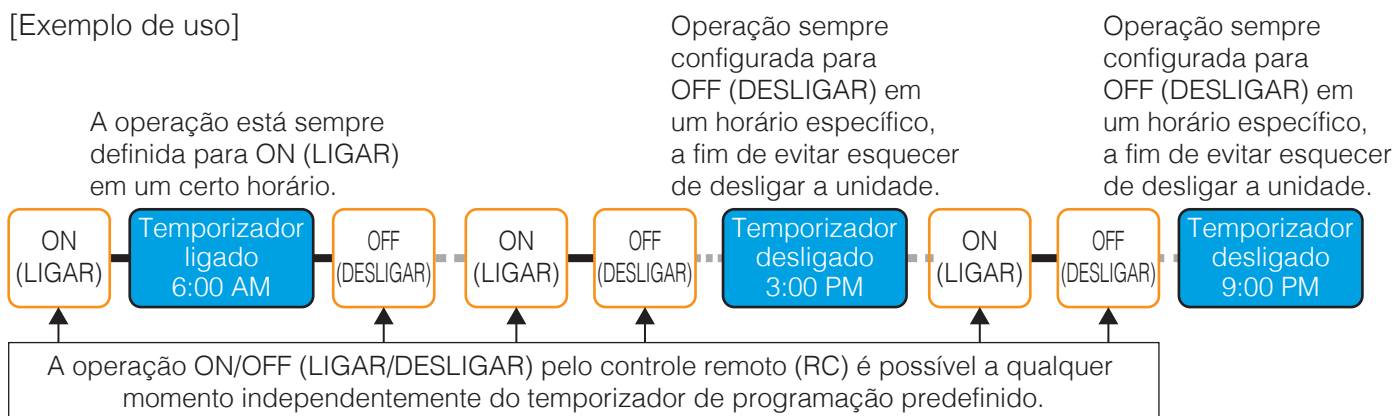 [Exemplo de uso]
A operação está sempre
definida para ON (LIGAR)
em um certo horário.
Operação sempre
configurada para
OFF (DESLIGAR) em
um horário específico,
a fim de evitar esquecer
de desligar a unidade.
Operação sempre
configurada para
OFF (DESLIGAR) em
um horário específico,
a fim de evitar esquecer
de desligar a unidade.
ON
(LIGAR)
Temporizador
ligado
6:00 AM
OFF
(DESLIGAR)
ON
(LIGAR)
OFF
(DESLIGAR)
Temporizador
desligado
3:00 PM
ON
(LIGAR)
OFF
(DESLIGAR)
Temporizador
desligado
9:00 PM
A operação ON/OFF (LIGAR/DESLIGAR) pelo controle remoto (RC) é possível a qualquer
momento independentemente do temporizador de programação predefinido.